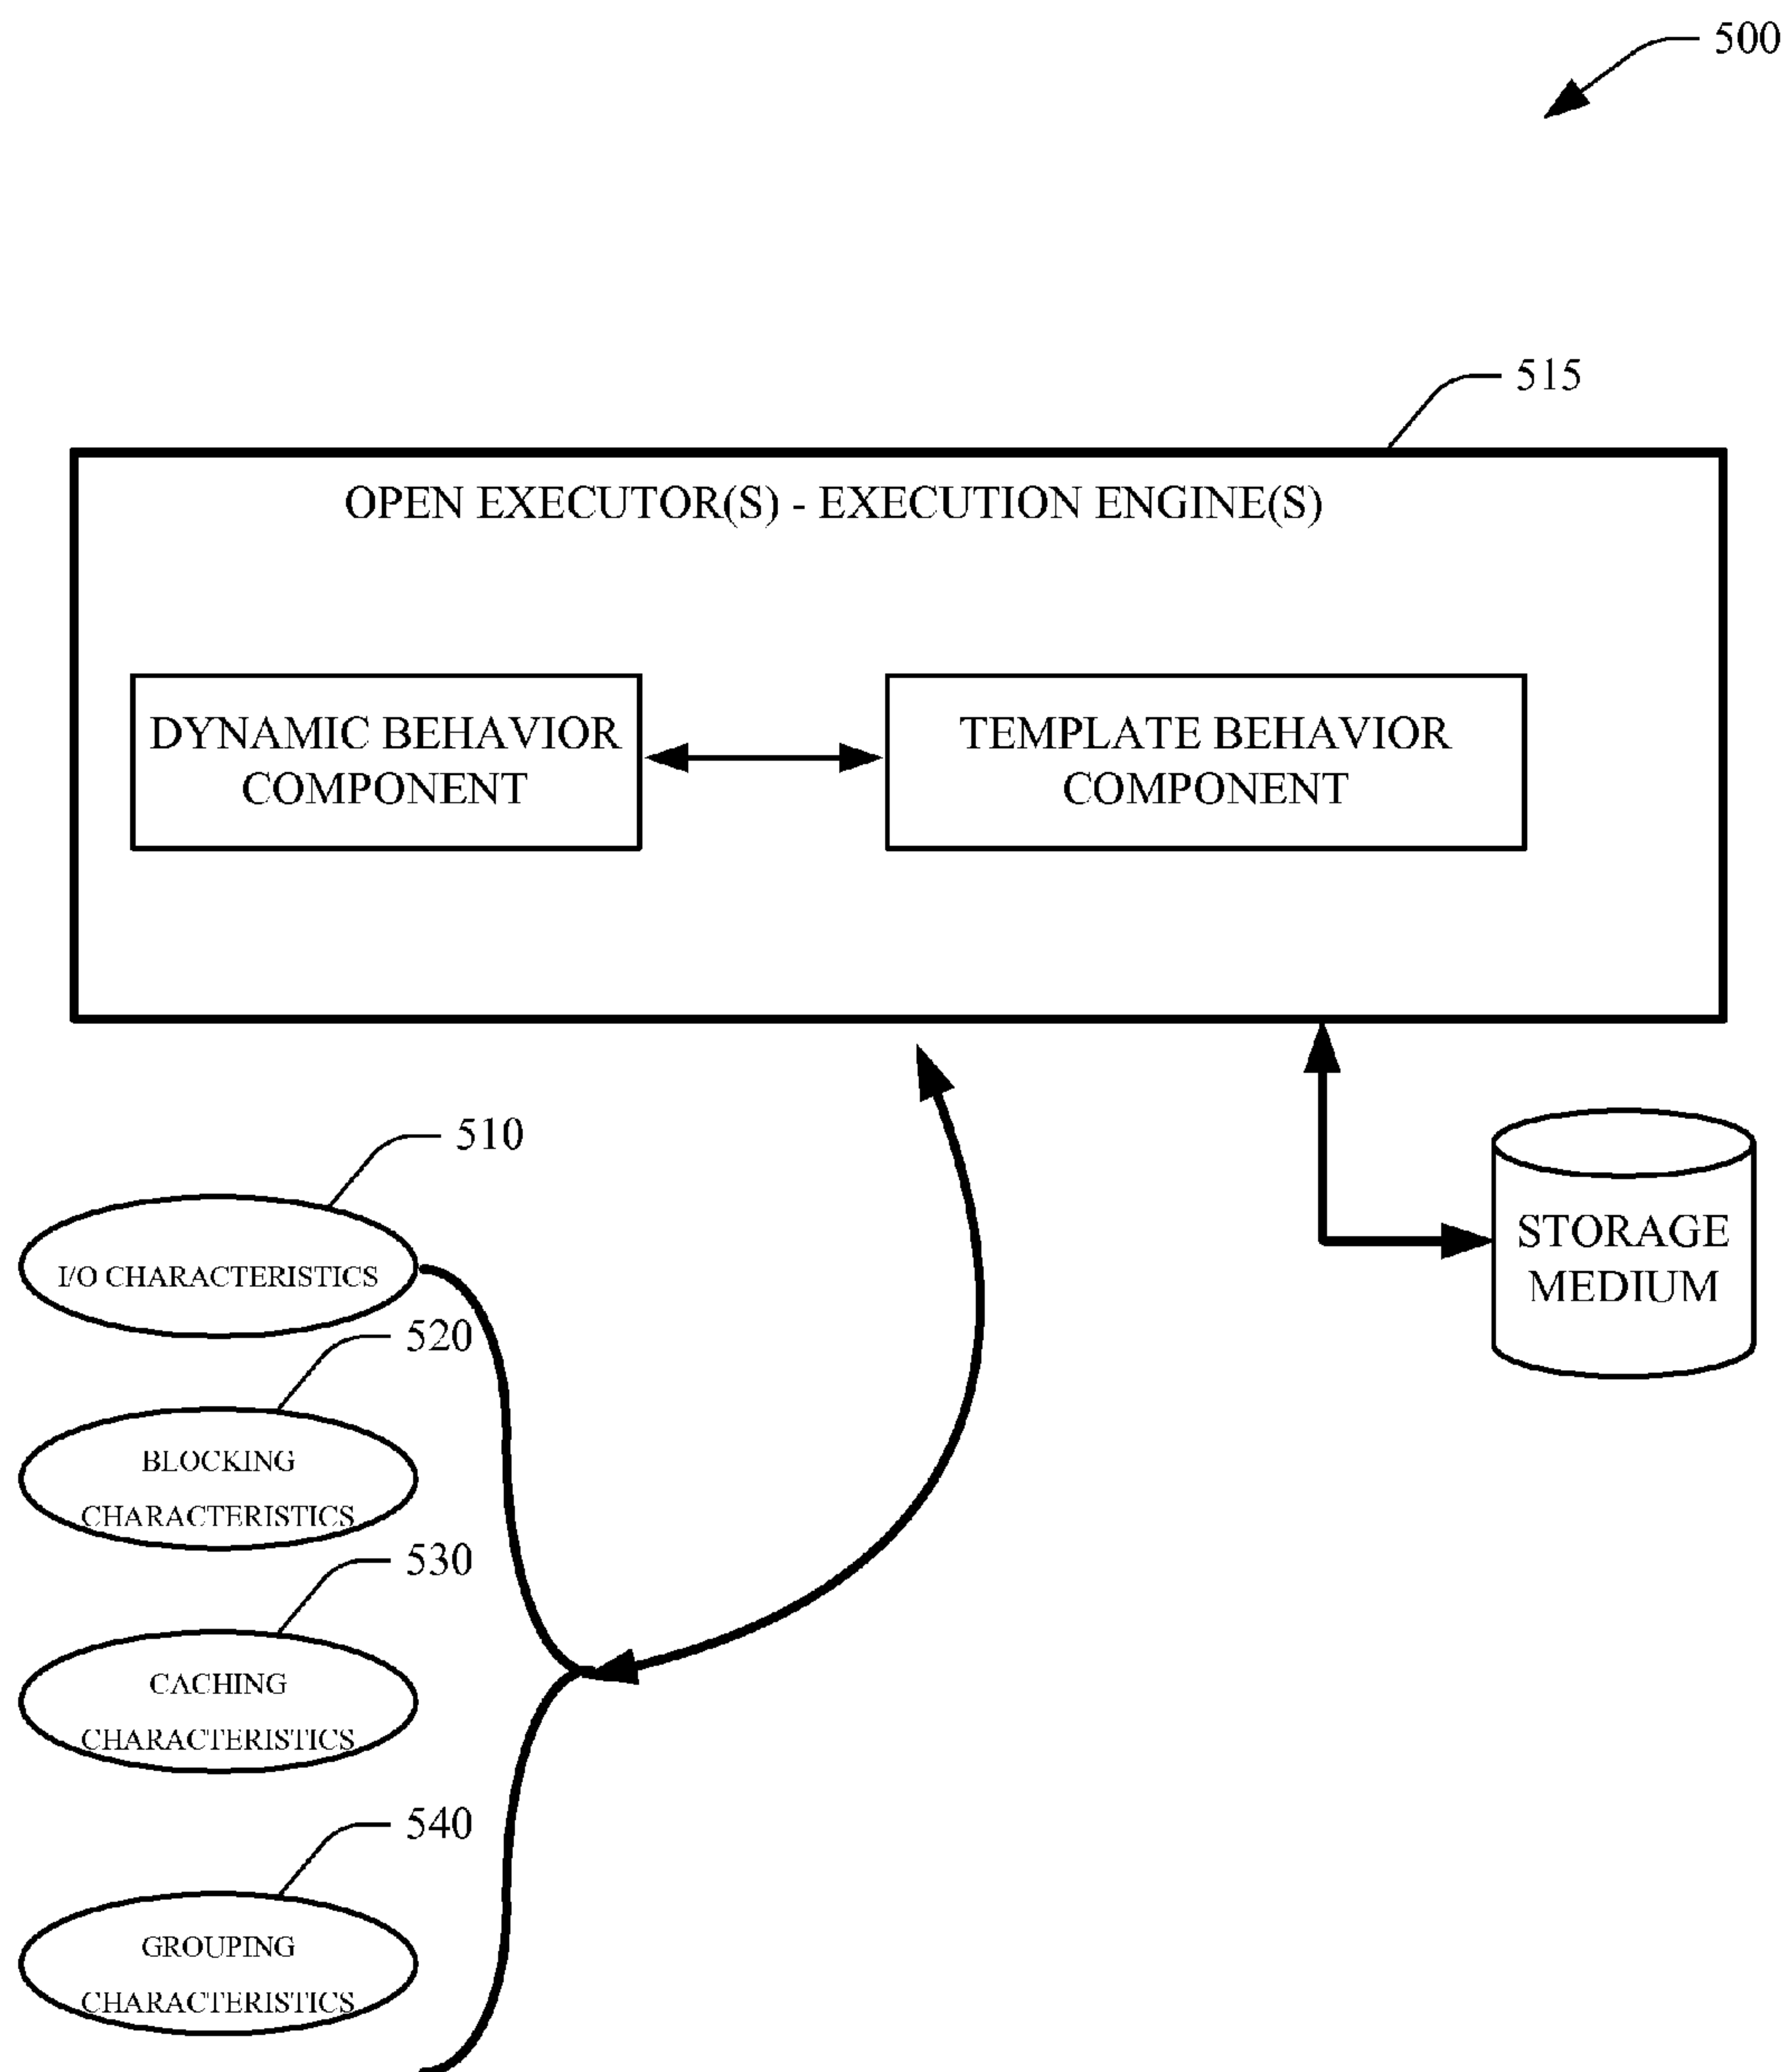 500
515
OPEN EXECUTOR(S) - EXECUTION ENGINE(S)
DYNAMIC BEHAVIOR
COMPONENT
TEMPLATE BEHAVIOR
COMPONENT
510
I/O CHARACTERISTICS
STORAGE
MEDIUM
520
BLOCKING
CHARACTERISTICS
530
CACHING
CHARACTERISTICS
540
GROUPING
CHARACTERISTICS